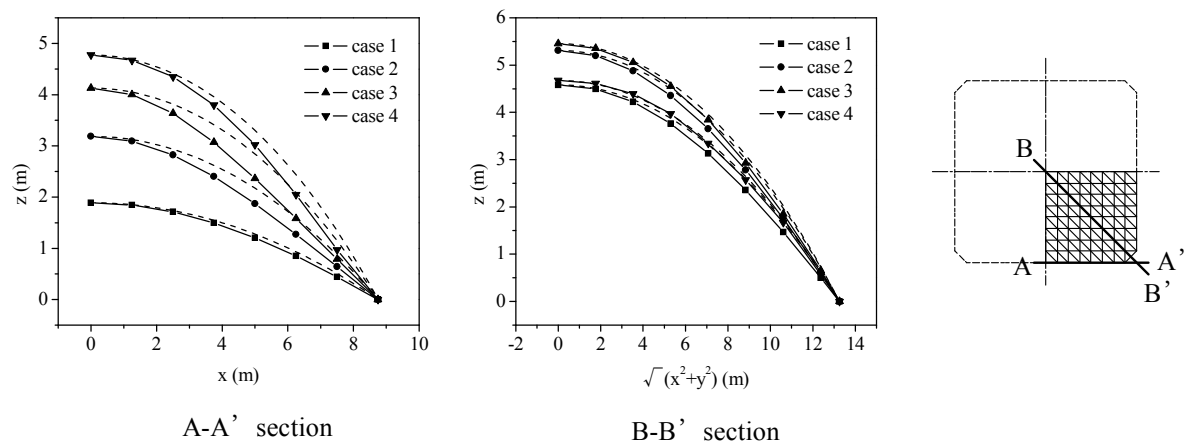 5
4
3
2
1
0
z (m)
case 1
case 2
case 3
case 4
0 2 4 6 8 10
x (m)
A-A’ section
6
5
4
3
2
1
0
z (m)
case 1
case 2
case 3
case 4
-2 0 2 4 6 8 10 12 14
√(x²+y²) (m)
B-B’ section
B
A
A’
B’